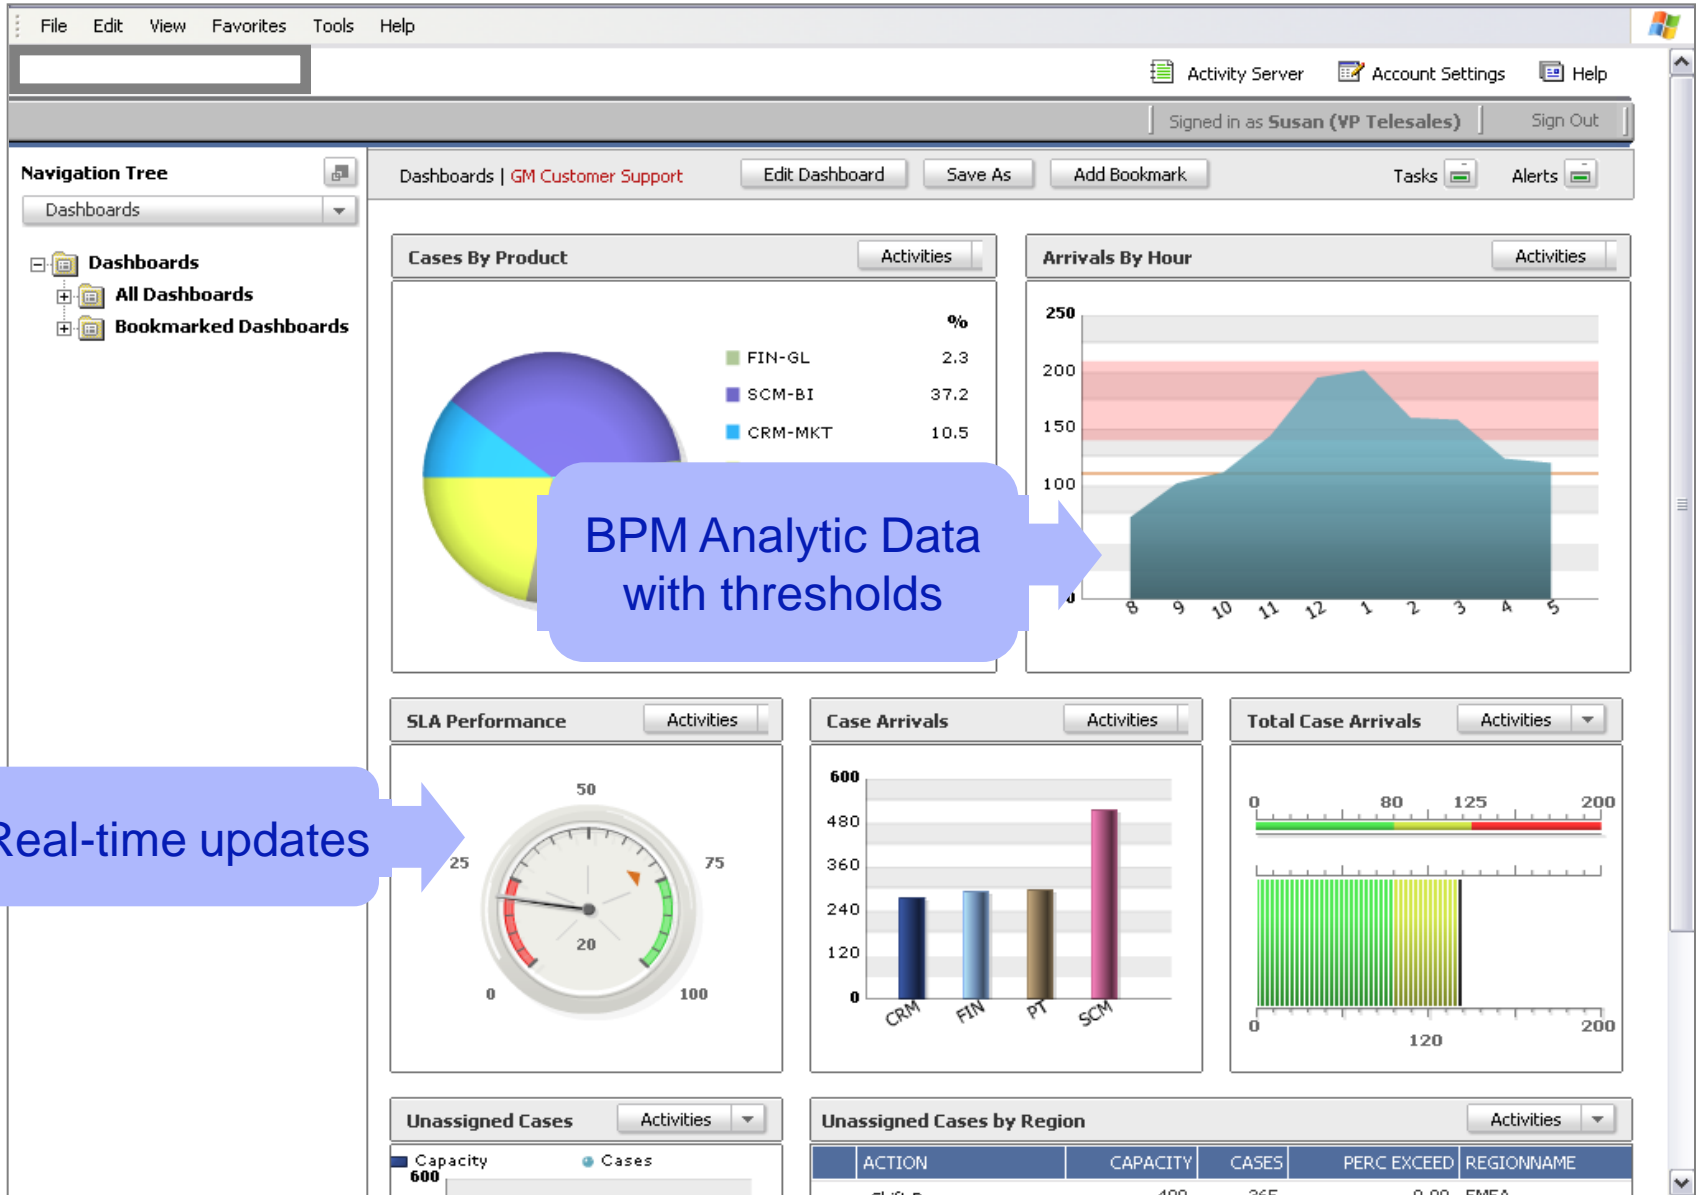 File Edit View Favorites Tools Help
Activity Server Account Settings Help
Signed in as Susan (VP Telesales) Sign Out
Navigation Tree
Dashboards
Dashboards
All Dashboards
Bookmarked Dashboards
Dashboards | GM Customer Support Edit Dashboard Save As Add Bookmark Tasks Alerts
Cases By Product Activities
%
FIN-GL 2.3
SCM-BI 37.2
CRM-MKT 10.5
BPM Analytic Data
with thresholds
Arrivals By Hour Activities
250
200
150
100
8 9 10 11 12 1 2 3 4 5
Real-time updates
SLA Performance Activities
50
25 75
20
0 100
Case Arrivals Activities
600
480
360
240
120
0
CRM FIN PT SCM
Total Case Arrivals Activities
0 80 125 200
0 200
120
Unassigned Cases Activities
Capacity Cases
600
Unassigned Cases by Region Activities
ACTION CAPACITY CASES PERC EXCEED REGIONNAME